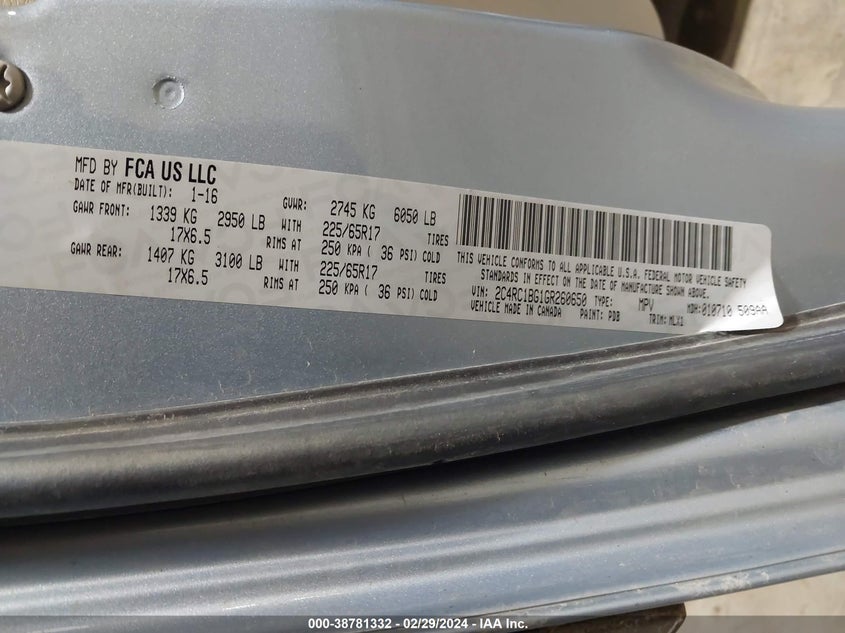 MFD BY FCA US LLC
DATE OF MFR(BUILT): 1-16 GVWR: 2745 KG 6050 LB
GAWR FRONT: 1339 KG 2950 LB WITH 225/65R17 TIRES
17X6.5 RIMS AT 250 KPA ( 36 PSI) COLD
GAWR REAR: 1407 KG 3100 LB WITH 225/65R17 TIRES
17X6.5 RIMS AT 250 KPA ( 36 PSI) COLD
THIS VEHICLE CONFORMS TO ALL APPLICABLE U.S.A. FEDERAL MOTOR VEHICLE SAFETY
STANDARDS IN EFFECT ON THE DATE OF MANUFACTURE SHOWN ABOVE.
VIN: 2C4RC1BG1GR260650 TYPE: MPV MDH:010710 509AA
VEHICLE MADE IN CANADA PAINT: PDB TRIM: MLX1
000-38781332 - 02/29/2024 - IAA Inc.